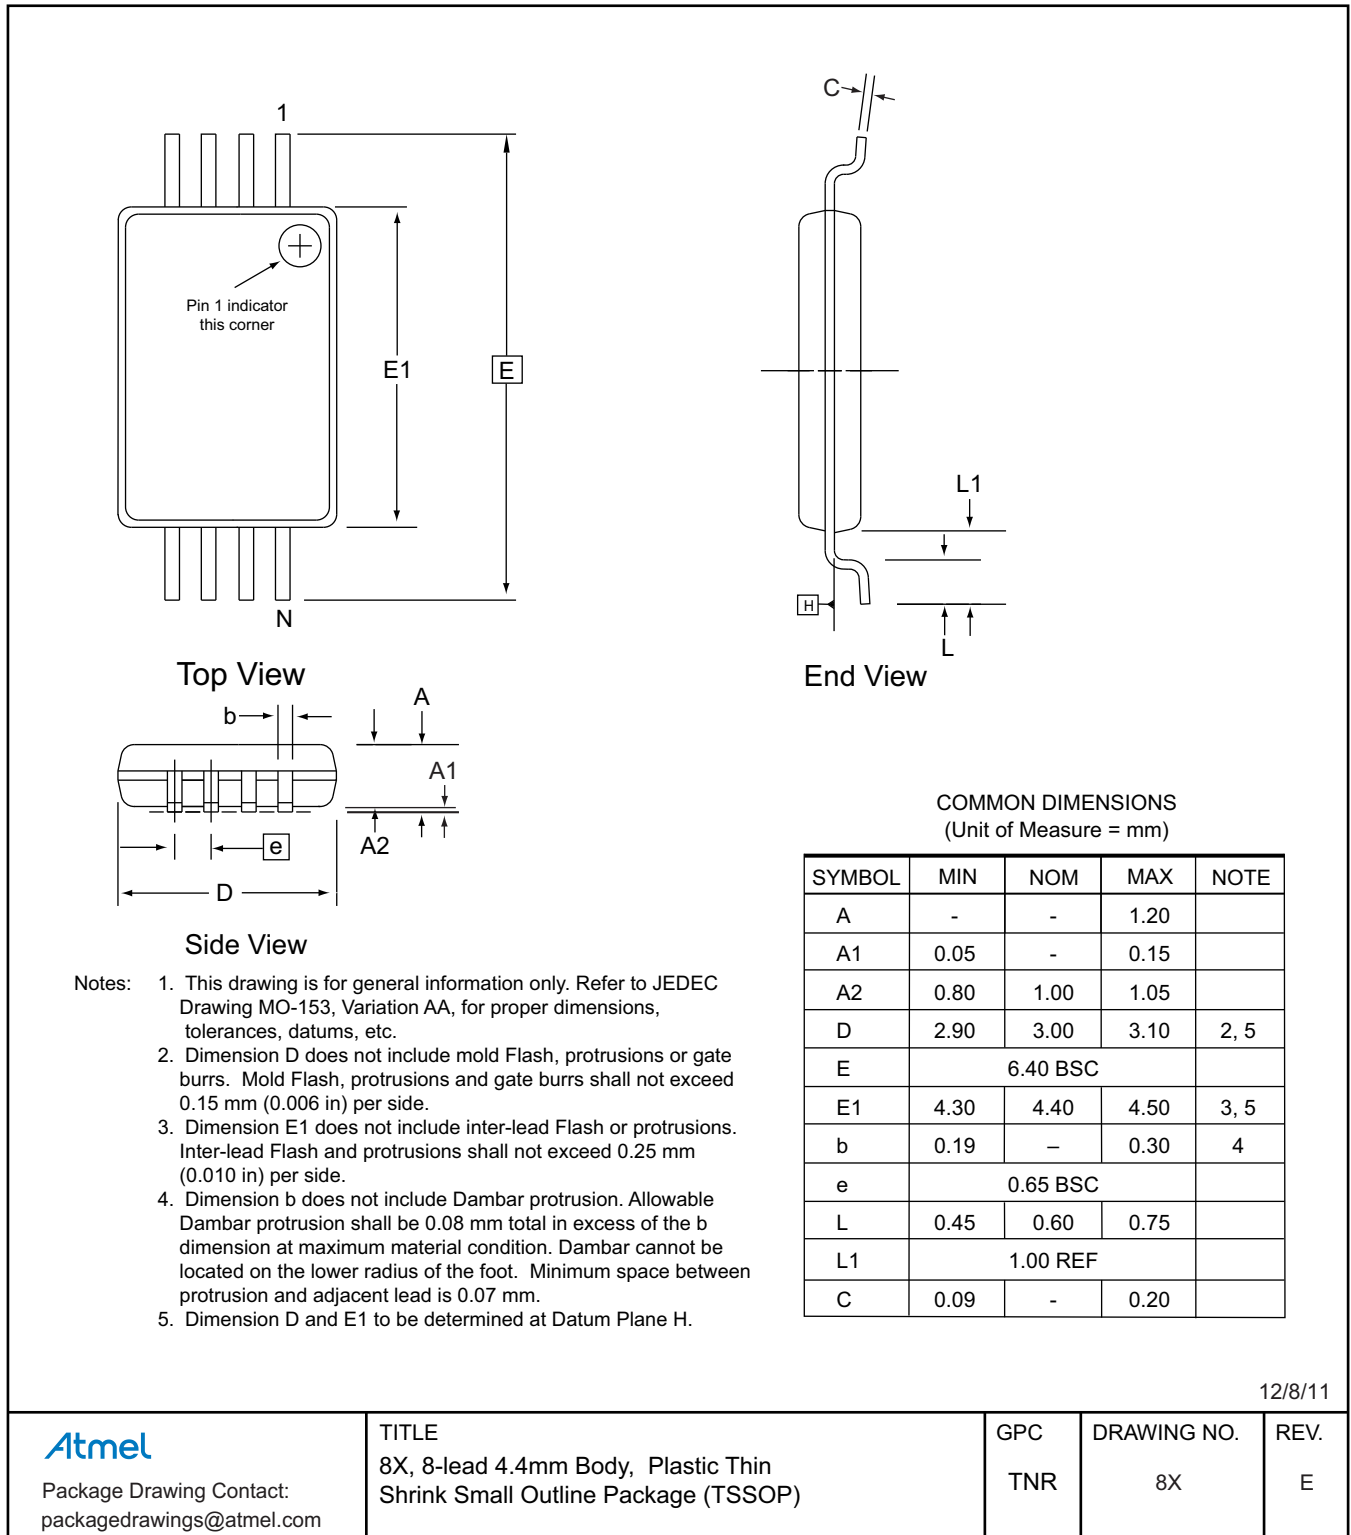 1
Pin 1 indicator
this corner
E1
E
N
Top View
C
L1
H
L
End View
b
A
A1
e
A2
D
Side View
COMMON DIMENSIONS
(Unit of Measure = mm)
SYMBOL MIN NOM MAX NOTE
A - - 1.20
A1 0.05 - 0.15
A2 0.80 1.00 1.05
D 2.90 3.00 3.10 2, 5
E 6.40 BSC
E1 4.30 4.40 4.50 3, 5
b 0.19 – 0.30 4
e 0.65 BSC
L 0.45 0.60 0.75
L1 1.00 REF
C 0.09 - 0.20
Notes: 1. This drawing is for general information only. Refer to JEDEC
Drawing MO-153, Variation AA, for proper dimensions,
tolerances, datums, etc.
2. Dimension D does not include mold Flash, protrusions or gate
burrs. Mold Flash, protrusions and gate burrs shall not exceed
0.15 mm (0.006 in) per side.
3. Dimension E1 does not include inter-lead Flash or protrusions.
Inter-lead Flash and protrusions shall not exceed 0.25 mm
(0.010 in) per side.
4. Dimension b does not include Dambar protrusion. Allowable
Dambar protrusion shall be 0.08 mm total in excess of the b
dimension at maximum material condition. Dambar cannot be
located on the lower radius of the foot. Minimum space between
protrusion and adjacent lead is 0.07 mm.
5. Dimension D and E1 to be determined at Datum Plane H.
12/8/11
Atmel
Package Drawing Contact:
packagedrawings@atmel.com
TITLE
8X, 8-lead 4.4mm Body, Plastic Thin
Shrink Small Outline Package (TSSOP)
GPC
TNR
DRAWING NO.
8X
REV.
E